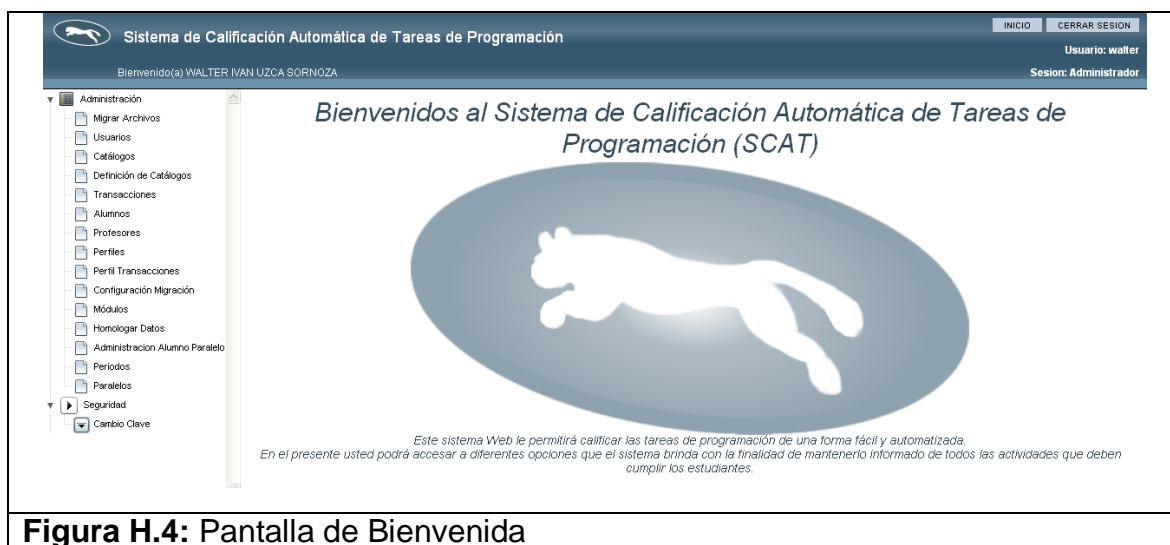 Sistema de Calificación Automática de Tareas de Programación
INICIO CERRAR SESION
Usuario: walter
Bienvenido(a) WALTER IVAN UZCA SORNOZA
Sesion: Administrador
Administración
Migrar Archivos
Usuarios
Catálogos
Definición de Catálogos
Transacciones
Alumnos
Profesores
Perfiles
Perfil Transacciones
Configuración Migración
Módulos
Homologar Datos
Administracion Alumno Paralelo
Periodos
Paralelos
Seguridad
Cambio Clave
Bienvenidos al Sistema de Calificación Automática de Tareas de
Programación (SCAT)
Este sistema Web le permitirá calificar las tareas de programación de una forma fácil y automatizada.
En el presente usted podrá accesar a diferentes opciones que el sistema brinda con la finalidad de mantenerlo informado de todos las actividades que deben
cumplir los estudiantes.
Figura H.4: Pantalla de Bienvenida